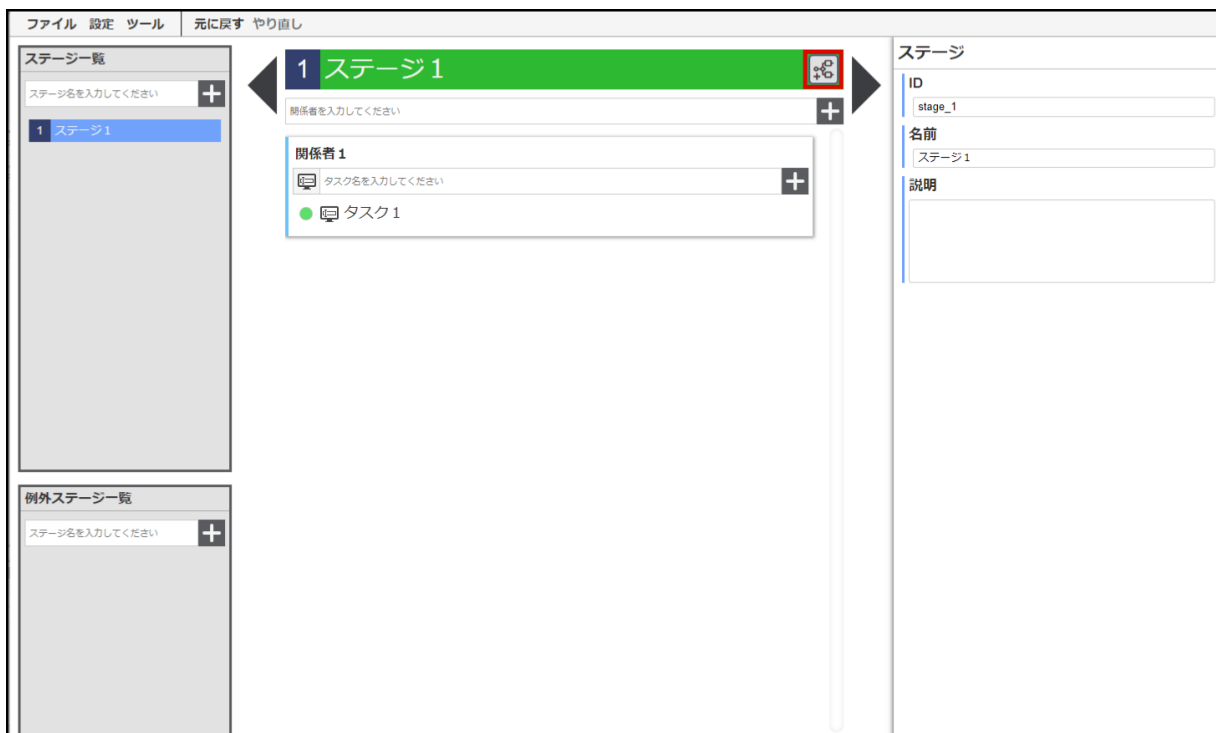 ファイル 設定 ツール 元に戻す やり直し
ステージ一覧
ステージ名を入力してください
1 ステージ1
例外ステージ一覧
ステージ名を入力してください
1 ステージ1
関係者を入力してください
関係者1
タスク名を入力してください
タスク1
ステージ
ID
stage_1
名前
ステージ1
説明